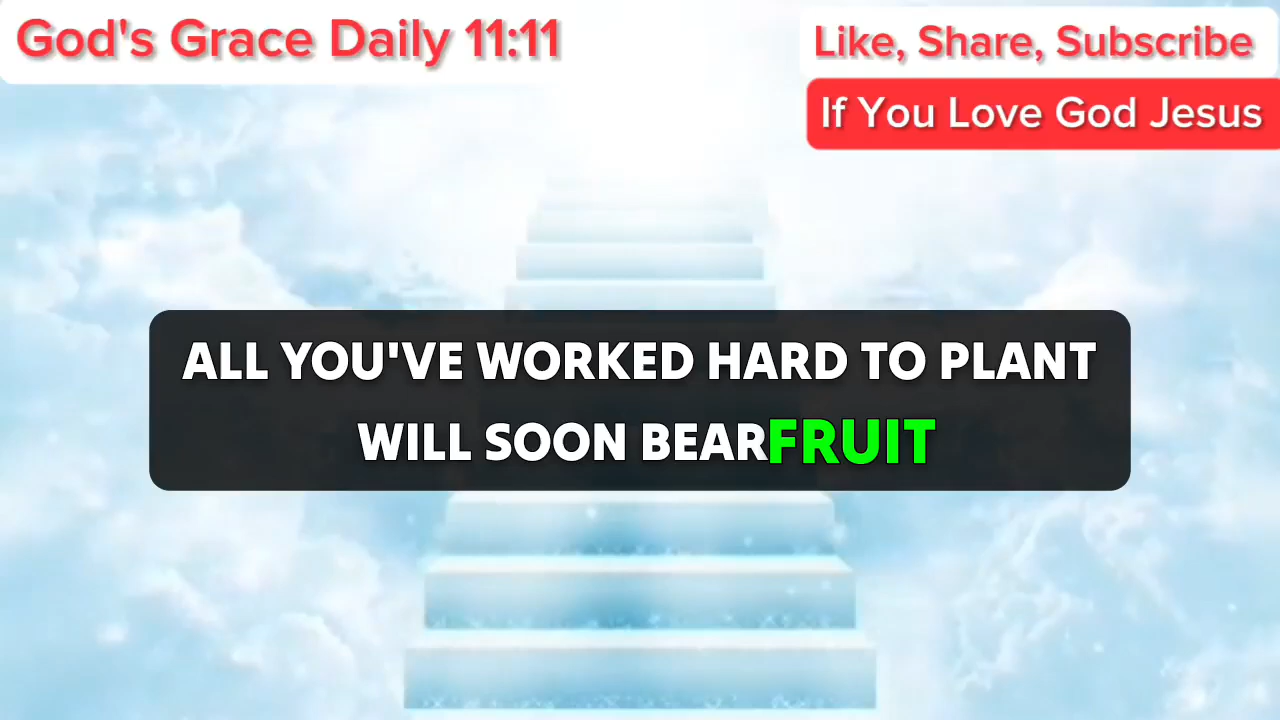 God's Grace Daily 11:11
Like, Share, Subscribe
If You Love God Jesus
ALL YOU'VE WORKED HARD TO PLANT
WILL SOON BEARFRUIT